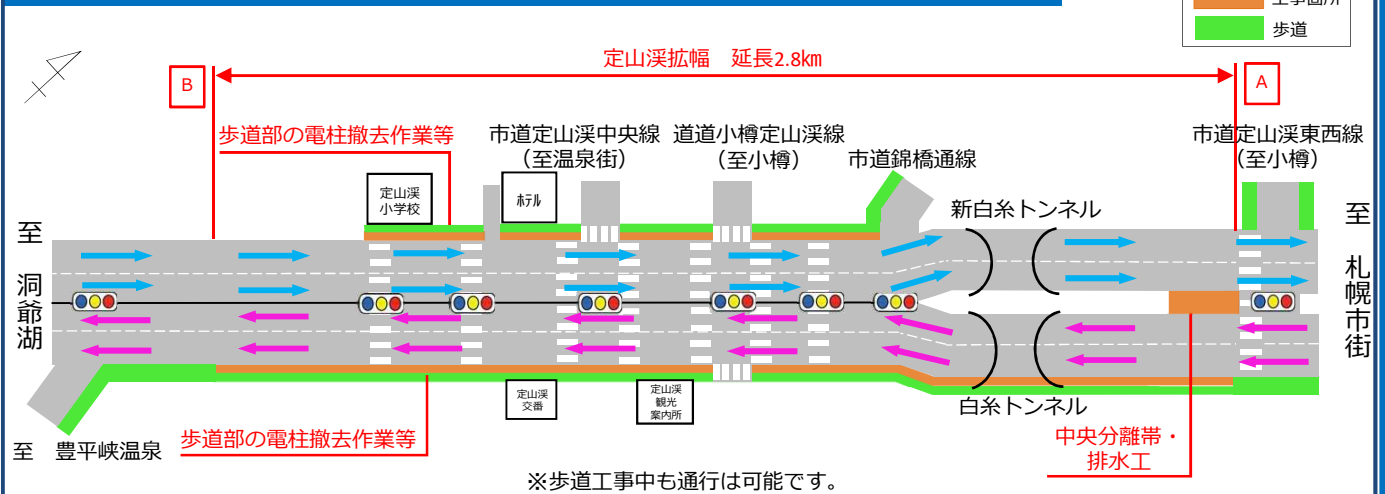 工事箇所
歩道
定山渓拡幅 延長2.8㎞
B
A
歩道部の電柱撤去作業等
市道定山渓中央線
(至温泉街)
道道小樽定山渓線
(至小樽)
市道錦橋通線
市道定山渓東西線
(至小樽)
定山渓
小学校
ホテル
新白糸トンネル
至 洞爺湖
至 札幌市街
定山渓
交番
定山渓
観光
案内所
白糸トンネル
至 豊平峡温泉
歩道部の電柱撤去作業等
中央分離帯・
排水工
※歩道工事中も通行は可能です。